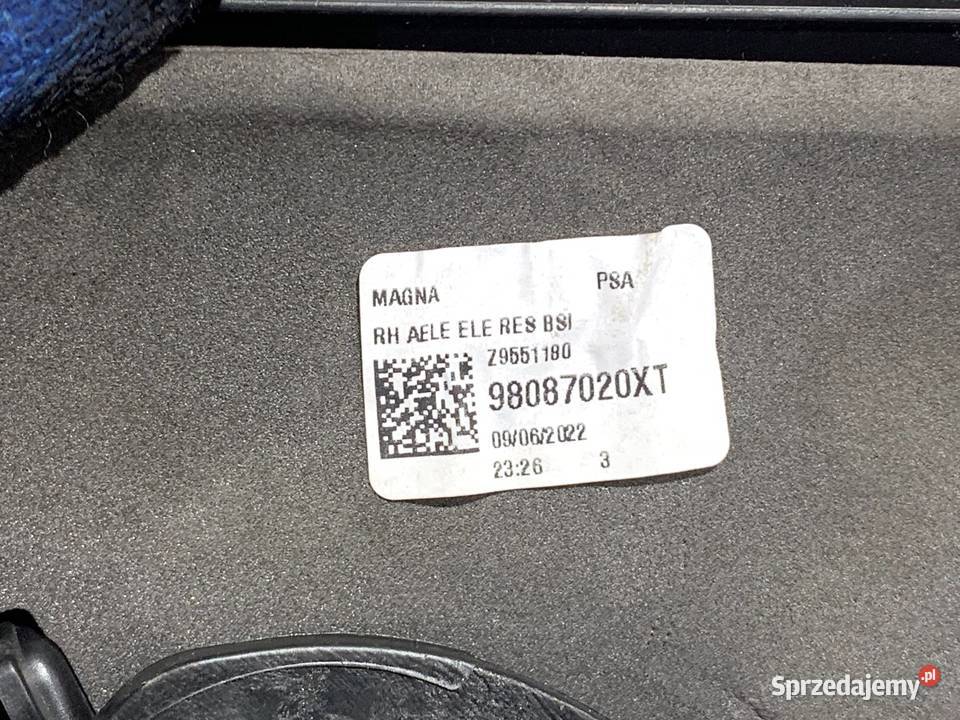 MAGNA PSA
RH AELE ELE RES BSI
Z9551180
98087020XT
09/06/2022
23:26 3
Sprzedajemy.pl